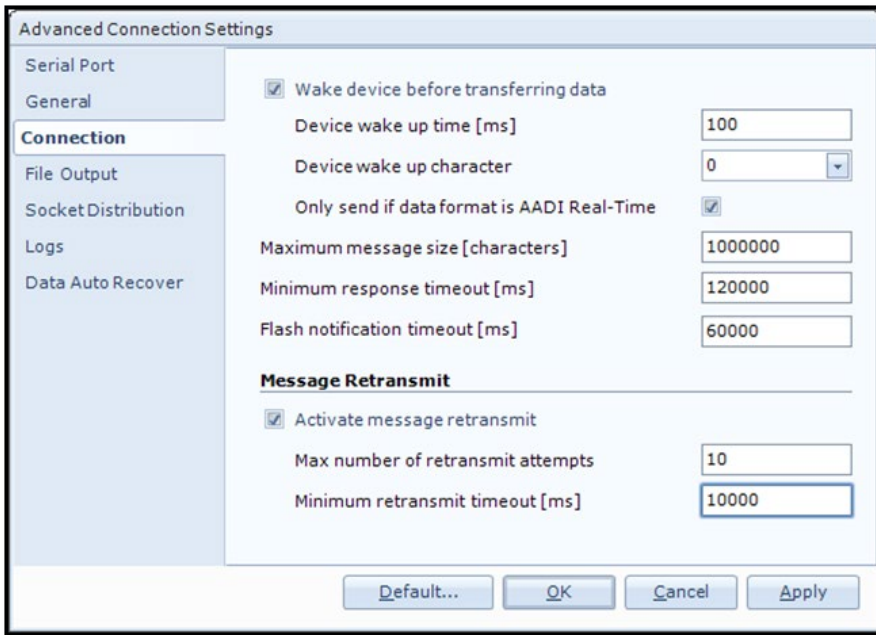 Advanced Connection Settings
Serial Port
General
Connection
File Output
Socket Distribution
Logs
Data Auto Recover
Wake device before transferring data
Device wake up time [ms] 100
Device wake up character 0
Only send if data format is AADI Real-Time
Maximum message size [characters] 1000000
Minimum response timeout [ms] 120000
Flash notification timeout [ms] 60000
Message Retransmit
Activate message retransmit
Max number of retransmit attempts 10
Minimum retransmit timeout [ms] 10000
Default... OK Cancel Apply